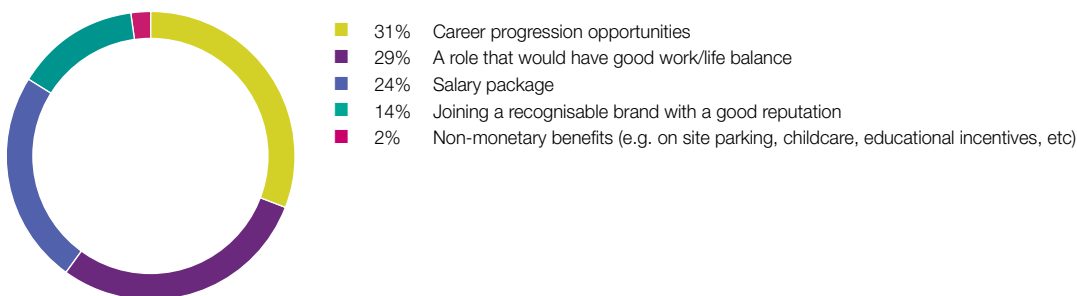 31% Career progression opportunities
29% A role that would have good work/life balance
24% Salary package
14% Joining a recognisable brand with a good reputation
2% Non-monetary benefits (e.g. on site parking, childcare, educational incentives, etc)